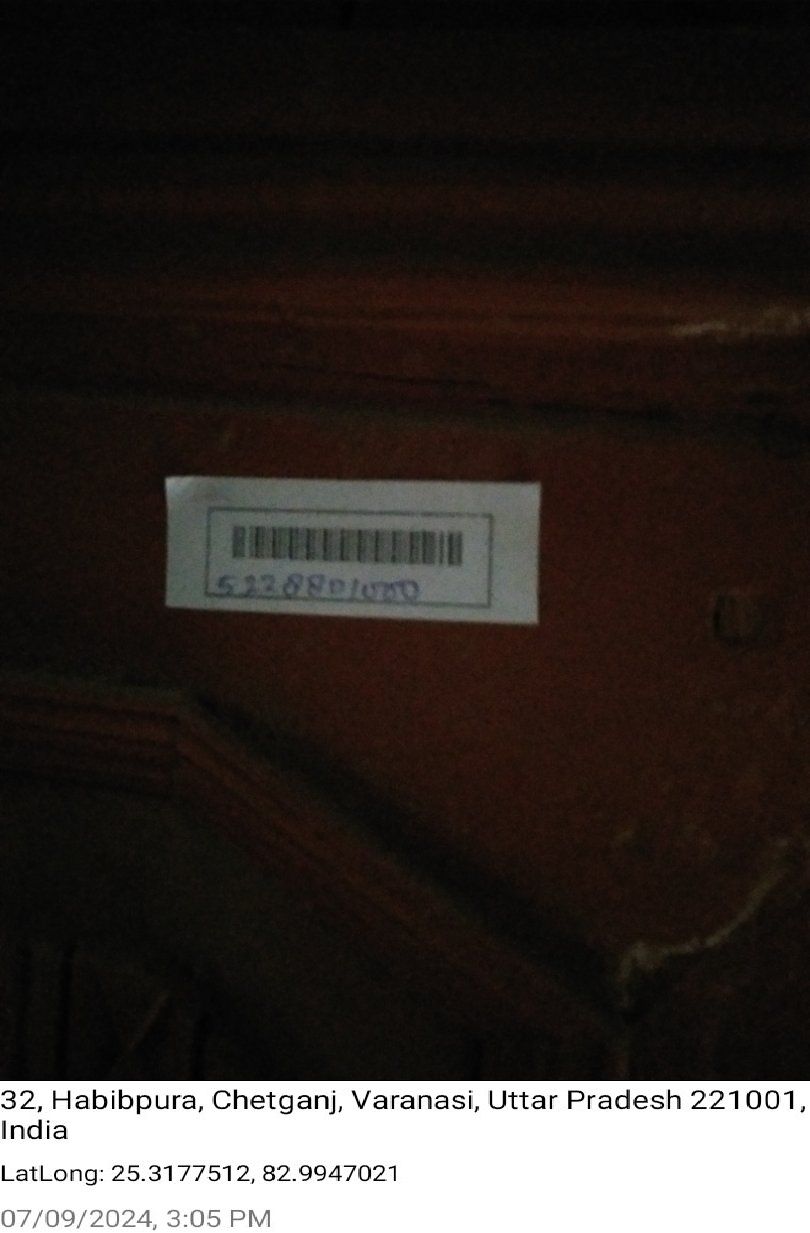 5238801000
32, Habibpura, Chetganj, Varanasi, Uttar Pradesh 221001,
India
LatLong: 25.3177512, 82.9947021
07/09/2024, 3:05 PM